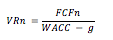 VRn = FCFn / (WACC − g)